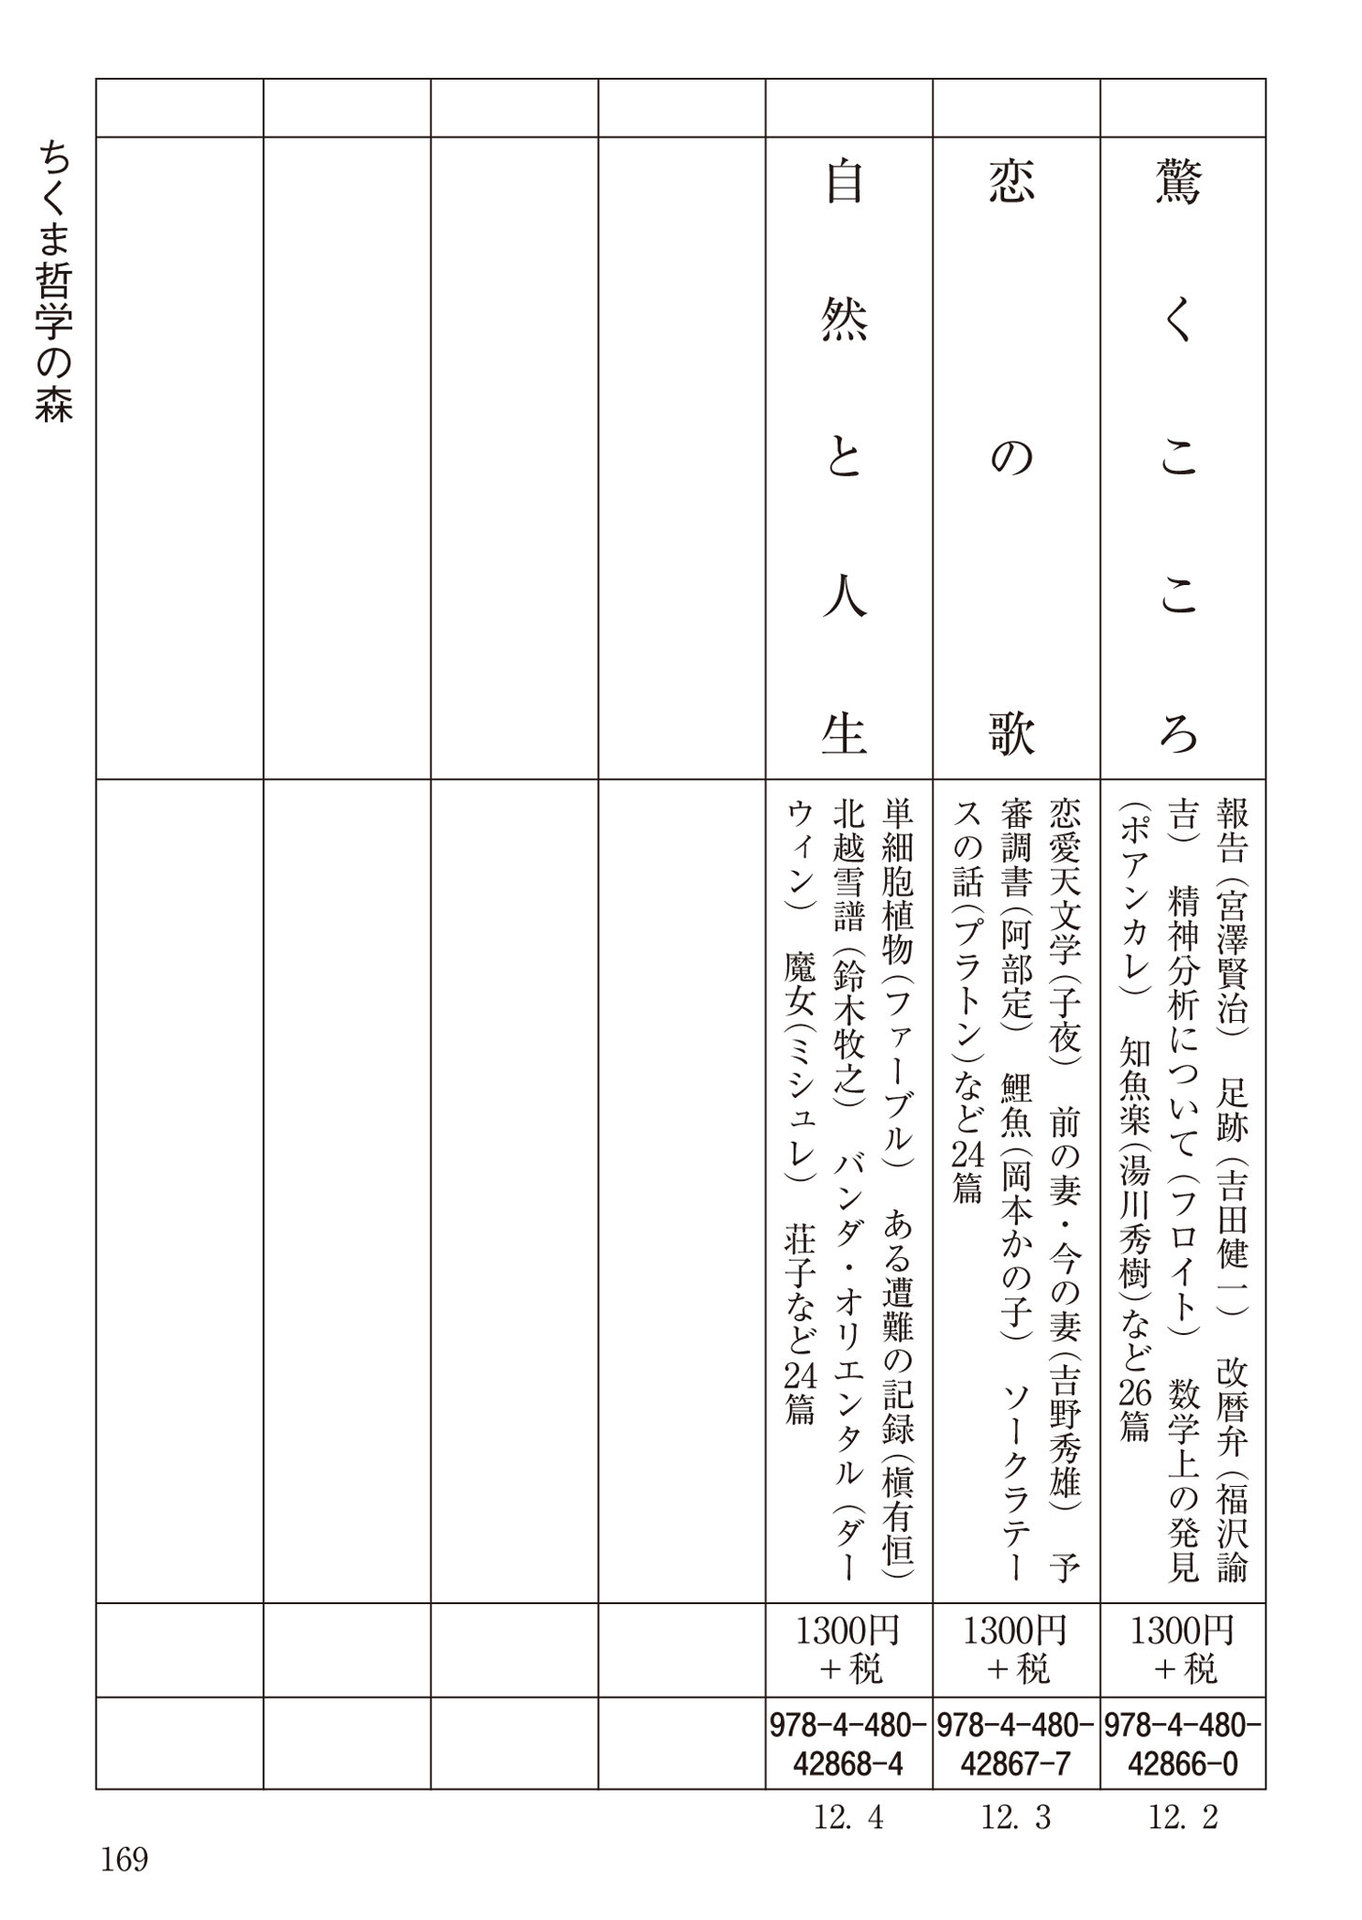 驚くこころ
報告(宮澤賢治)　足跡(吉田健一)　改暦弁(福沢諭
吉)　精神分析について(フロイト)　数学上の発見
(ポアンカレ)　知魚楽(湯川秀樹)など26篇
1300円
+税
978-4-480-
42866-0
12. 2
恋の歌
恋愛天文学(子夜)　前の妻・今の妻(吉野秀雄)　予
審調書(阿部定)　鯉魚(岡本かの子)　ソークラテー
スの話(プラトン)など24篇
1300円
+税
978-4-480-
42867-7
12. 3
自然と人生
単細胞植物(ファーブル)　ある遭難の記録(槇有恒)
北越雪譜(鈴木牧之)　バンダ・オリエンタル(ダー
ウィン)　魔女(ミシュレ)　荘子など24篇
1300円
+税
978-4-480-
42868-4
12. 4
ちくま哲学の森
169